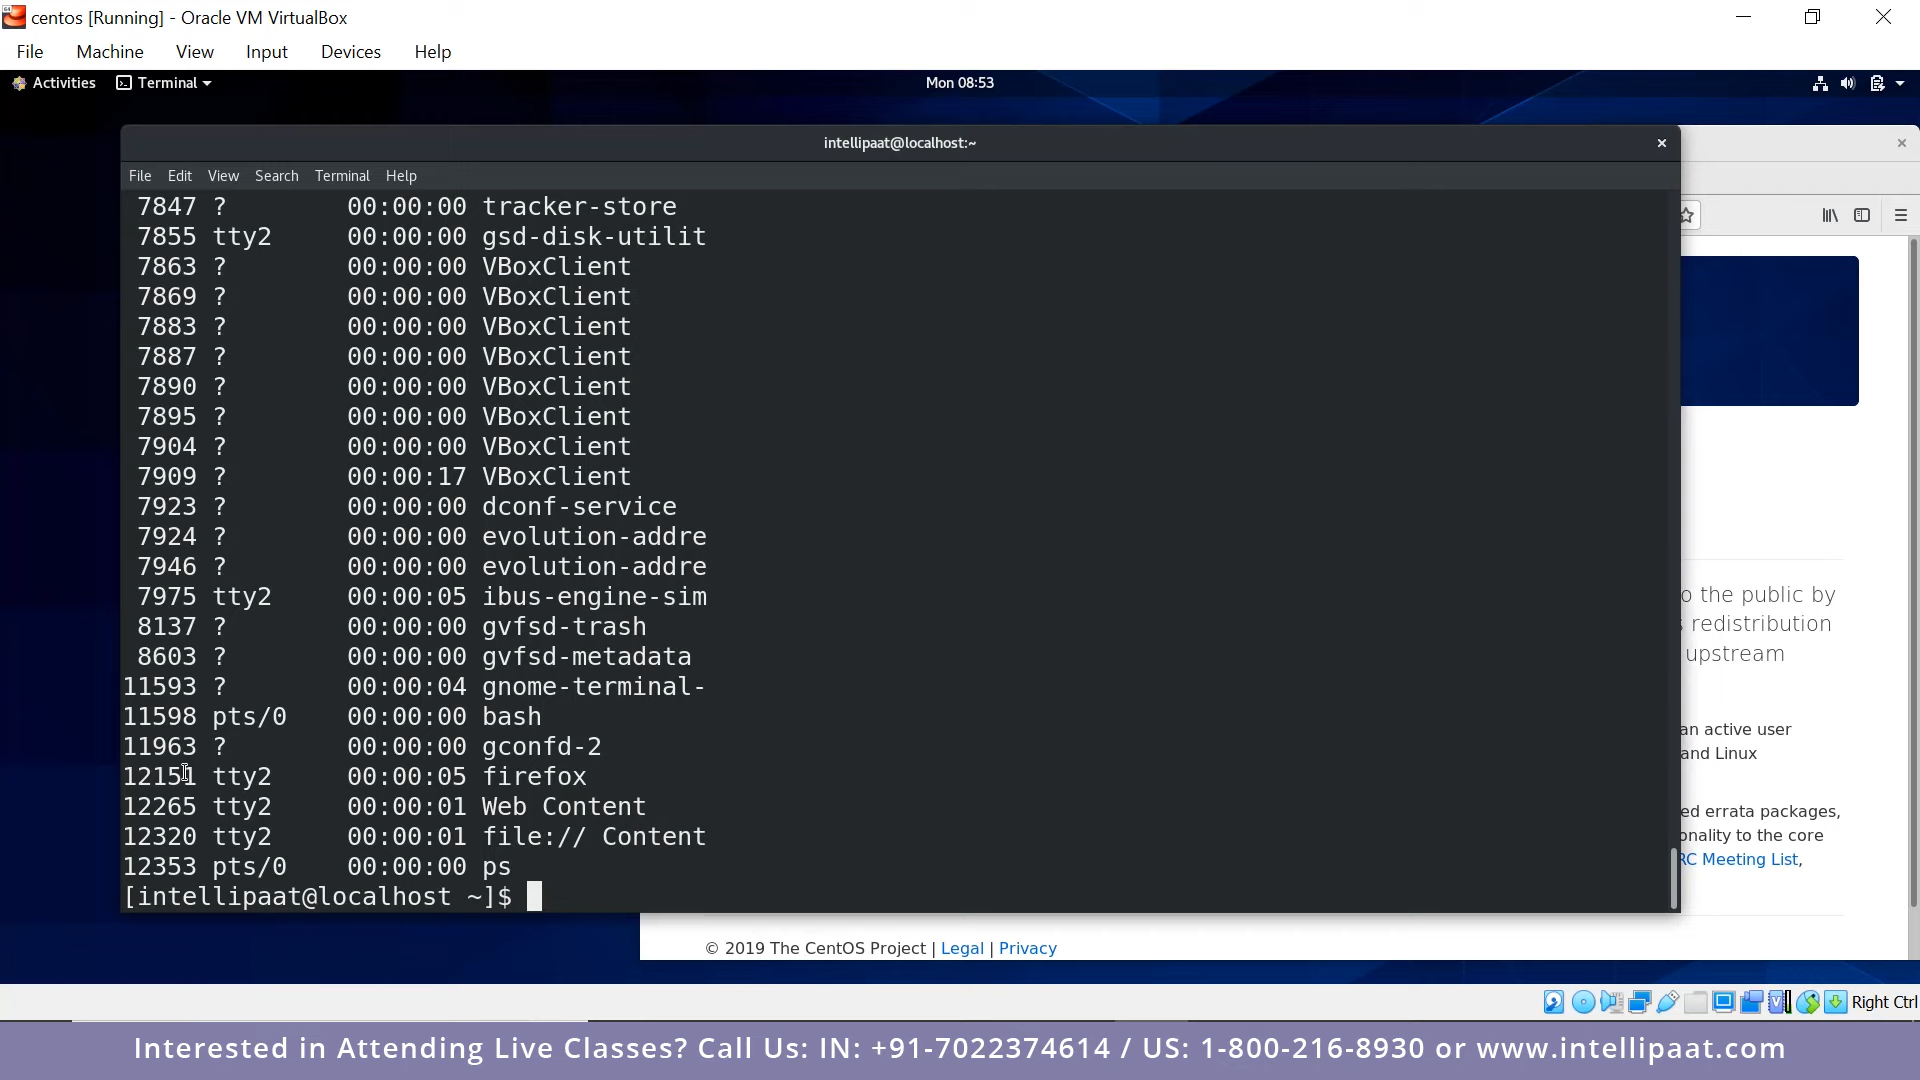 centos [Running] - Oracle VM VirtualBox
File Machine View Input Devices Help
Activities Terminal Mon 08:53
intellipaat@localhost:~
File Edit View Search Terminal Help
7847 ? 00:00:00 tracker-store
7855 tty2 00:00:00 gsd-disk-utilit
7863 ? 00:00:00 VBoxClient
7869 ? 00:00:00 VBoxClient
7883 ? 00:00:00 VBoxClient
7887 ? 00:00:00 VBoxClient
7890 ? 00:00:00 VBoxClient
7895 ? 00:00:00 VBoxClient
7904 ? 00:00:00 VBoxClient
7909 ? 00:00:17 VBoxClient
7923 ? 00:00:00 dconf-service
7924 ? 00:00:00 evolution-addre
7946 ? 00:00:00 evolution-addre
7975 tty2 00:00:05 ibus-engine-sim
8137 ? 00:00:00 gvfsd-trash
8603 ? 00:00:00 gvfsd-metadata
11593 ? 00:00:04 gnome-terminal-
11598 pts/0 00:00:00 bash
11963 ? 00:00:00 gconfd-2
12151 tty2 00:00:05 firefox
12265 tty2 00:00:01 Web Content
12320 tty2 00:00:01 file:// Content
12353 pts/0 00:00:00 ps
[intellipaat@localhost ~]$
o the public by
redistribution
upstream
an active user
and Linux
ed errata packages,
onality to the core
RC Meeting List,
© 2019 The CentOS Project | Legal | Privacy
Right Ctrl
Interested in Attending Live Classes? Call Us: IN: +91-7022374614 / US: 1-800-216-8930 or www.intellipaat.com